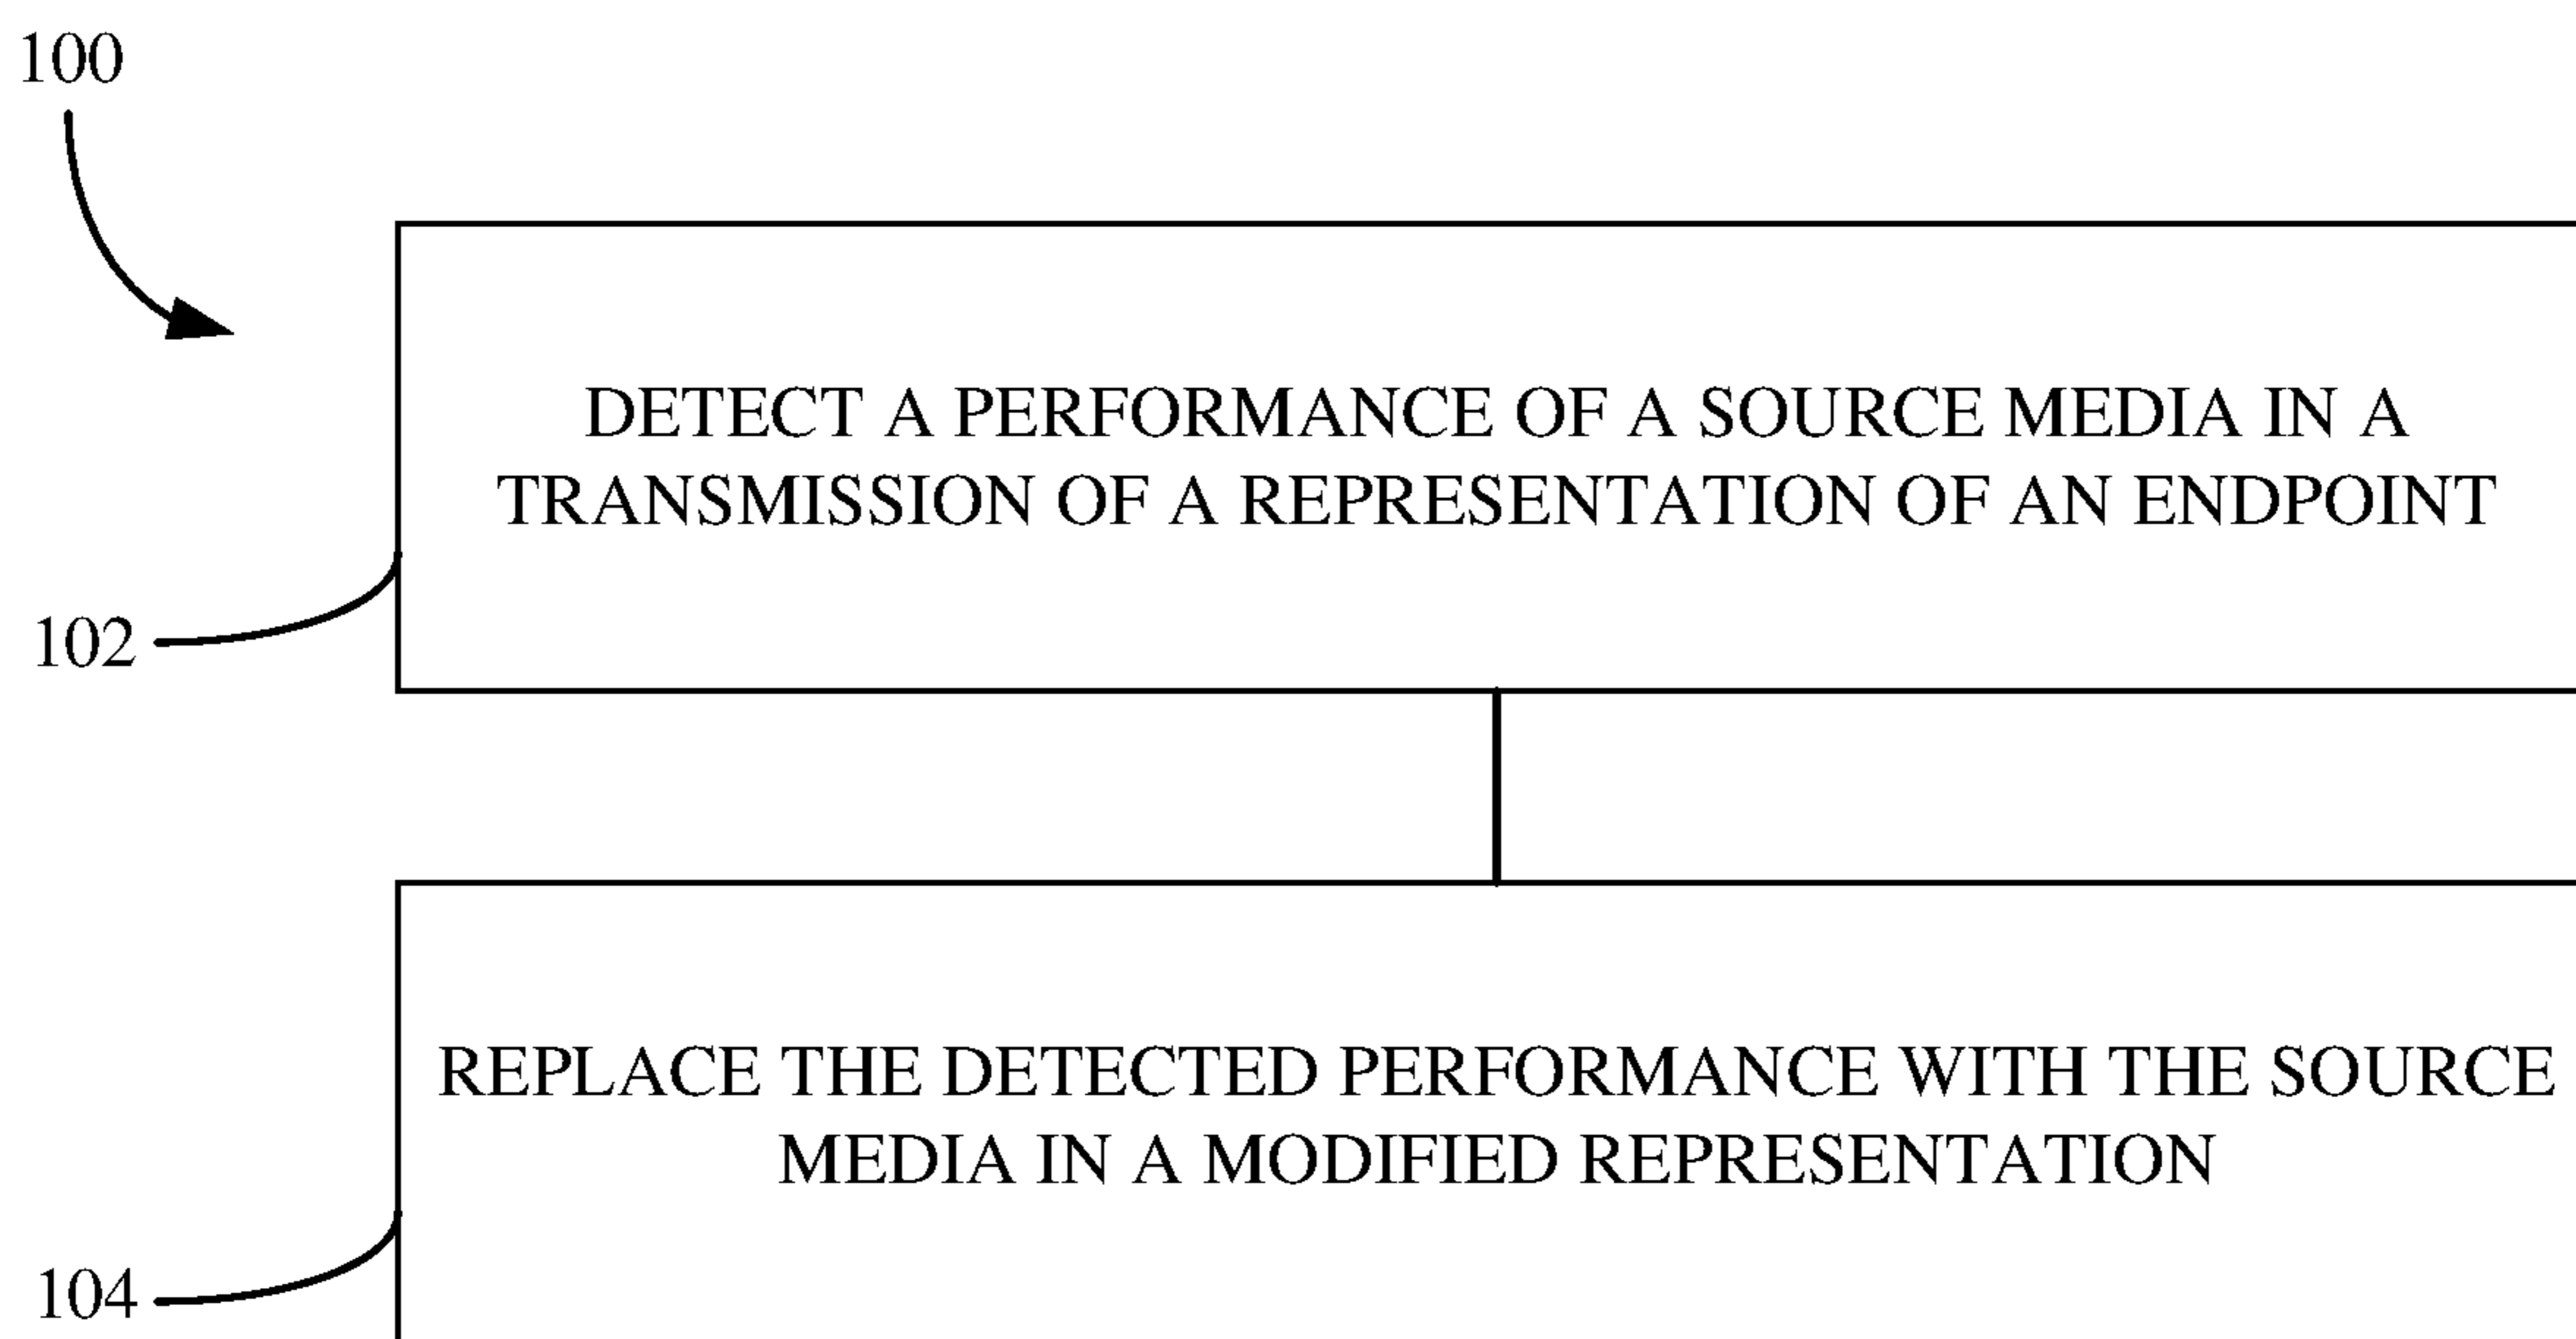 100
DETECT A PERFORMANCE OF A SOURCE MEDIA IN A
TRANSMISSION OF A REPRESENTATION OF AN ENDPOINT
102
REPLACE THE DETECTED PERFORMANCE WITH THE SOURCE
MEDIA IN A MODIFIED REPRESENTATION
104